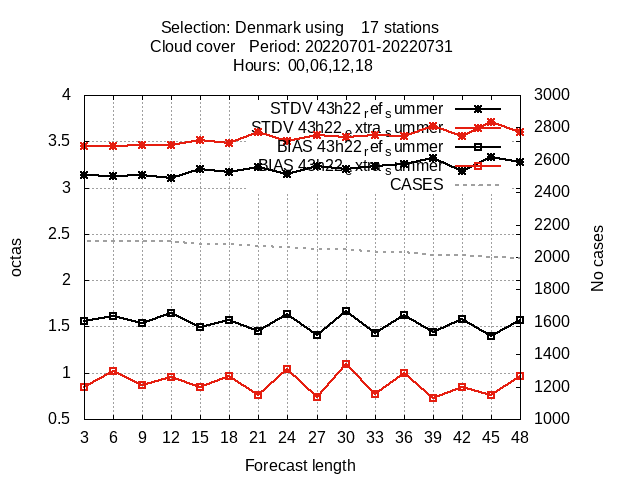 Selection: Denmark using    17 stations
Cloud cover   Period: 20220701-20220731
Hours:  00,06,12,18
4
3.5
3
2.5
2
1.5
1
0.5
octas
3000
2800
2600
2400
2200
2000
1800
1600
1400
1200
1000
No cases
STDV 43h22_ref_summer
STDV 43h22_extra_summer
BIAS 43h22_ref_summer
BIAS 43h22_extra_summer
CASES
3 6 9 12 15 18 21 24 27 30 33 36 39 42 45 48
Forecast length